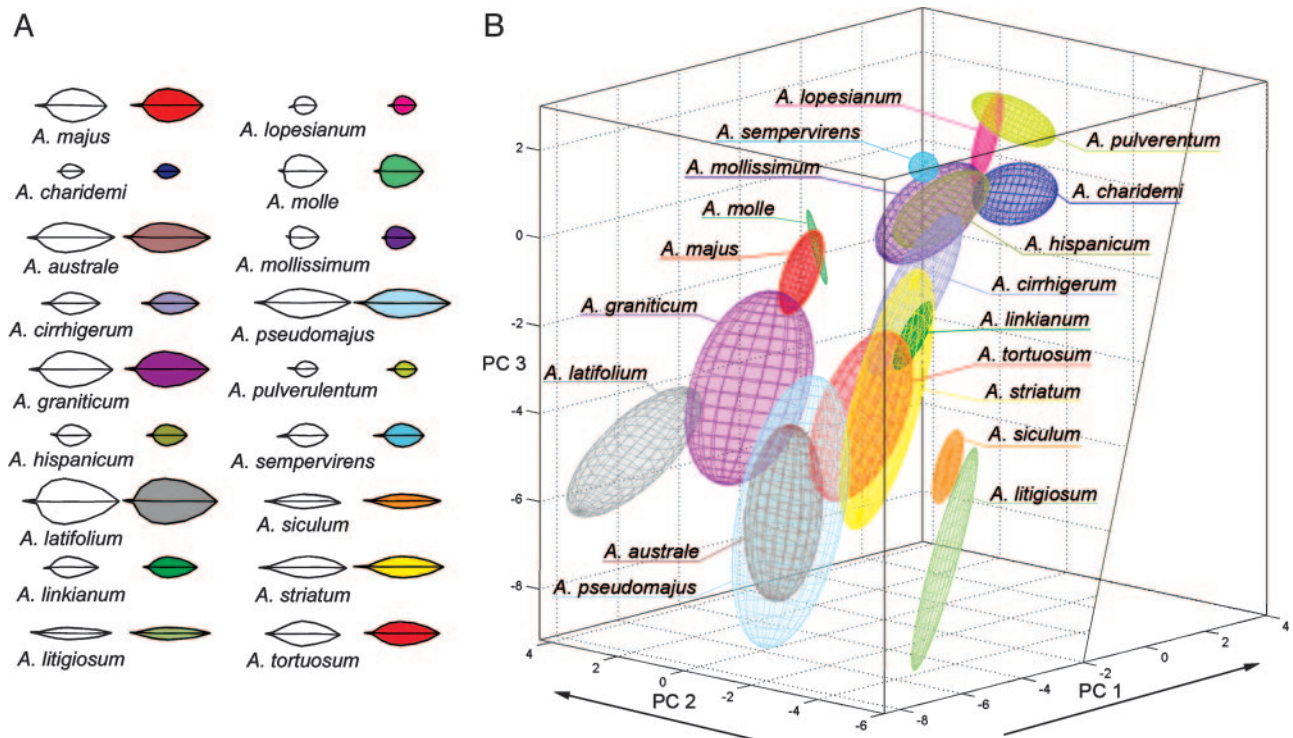 A
A. majus
A. lopesianum
A. charidemi
A. molle
A. australe
A. mollissimum
A. cirrhigerum
A. pseudomajus
A. graniticum
A. pulverulentum
A. hispanicum
A. sempervirens
A. latifolium
A. siculum
A. linkianum
A. striatum
A. litigiosum
A. tortuosum
B
A. lopesianum
A. pulverentum
A. sempervirens
A. mollissimum
A. charidemi
A. molle
A. hispanicum
A. majus
A. cirrhigerum
A. graniticum
A. linkianum
A. tortuosum
A. latifolium
A. striatum
A. siculum
A. litigiosum
A. australe
A. pseudomajus
2
0
-2
PC 3
-4
-6
-8
4
2
0
-2
-4
-6
PC 2
-8
-6
-4
-2
0
2
4
PC 1